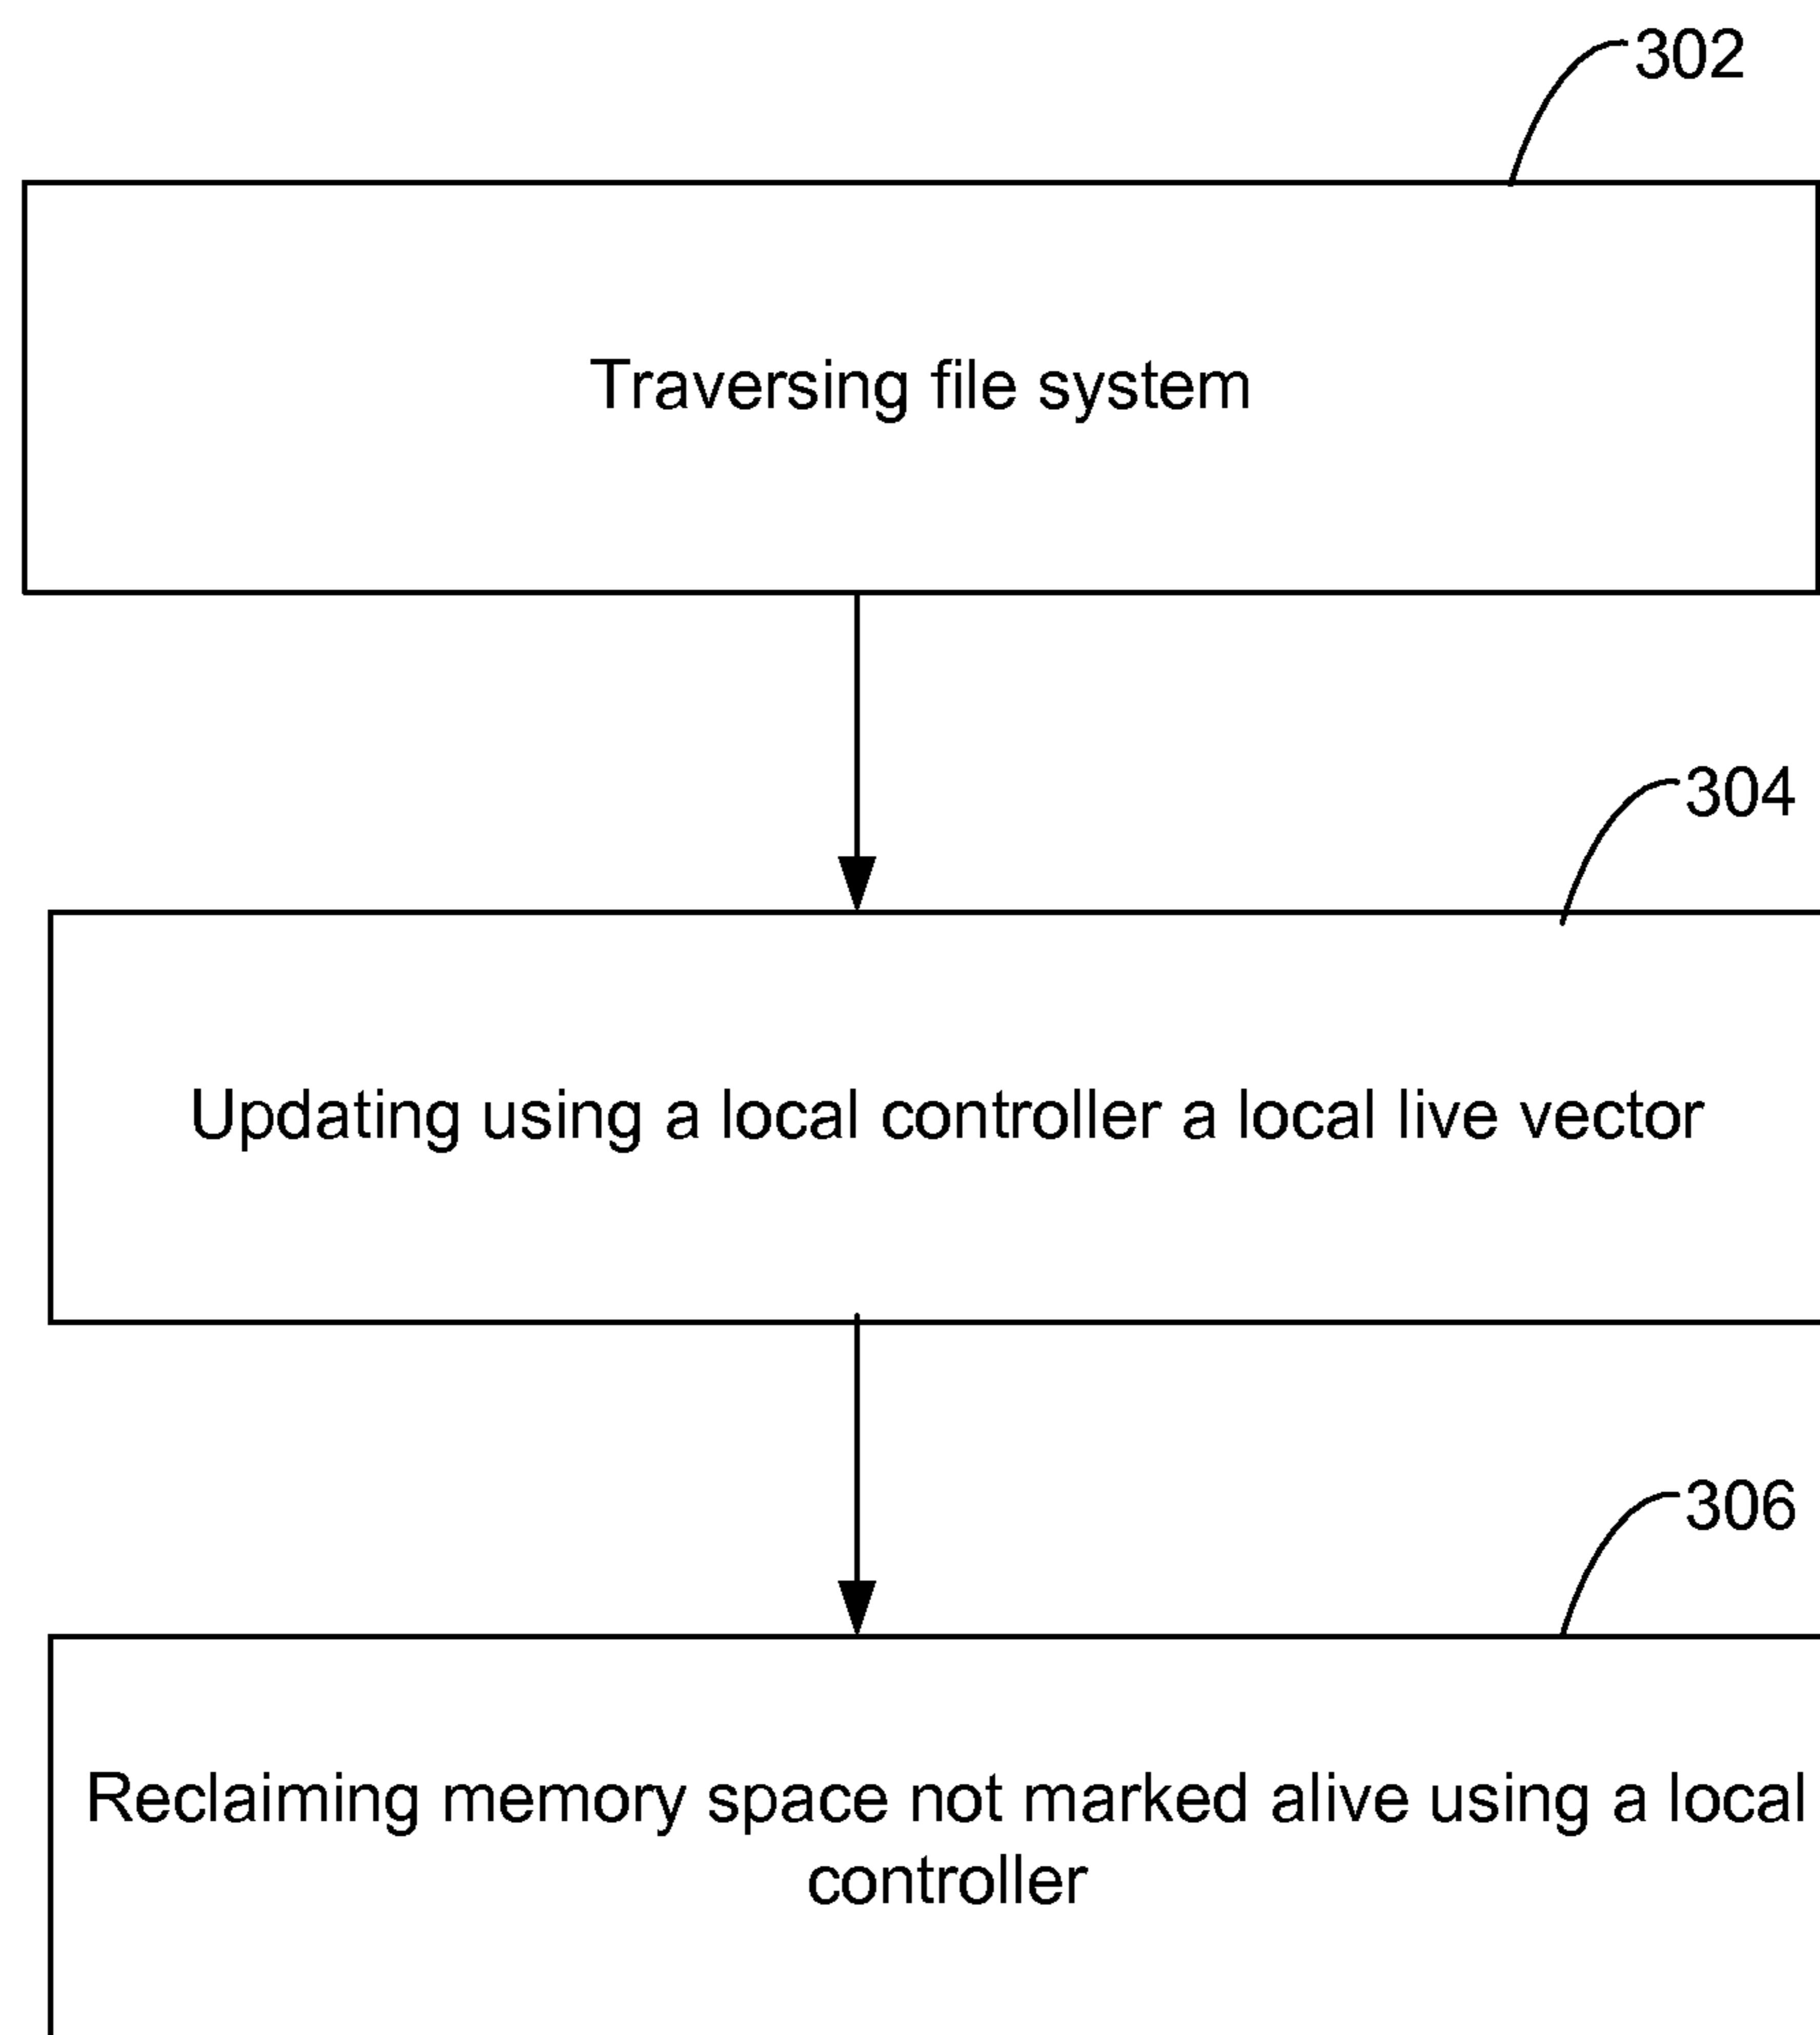 302
Traversing file system
304
Updating using a local controller a local live vector
306
Reclaiming memory space not marked alive using a local
controller